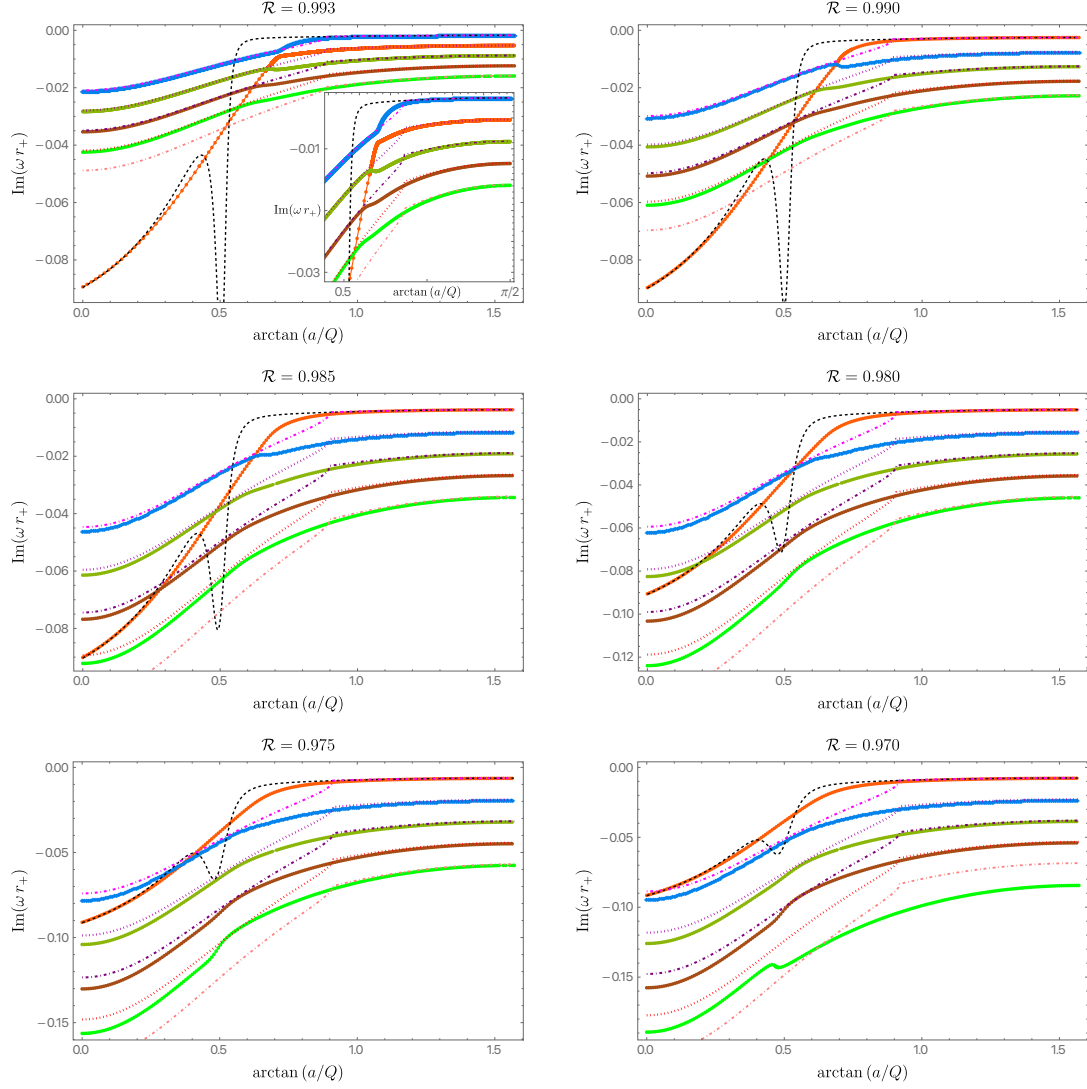 ℛ = 0.993
0.00
−0.02
−0.04
−0.06
−0.08
Im(ω r₊)
0.0
0.5
1.0
1.5
arctan (a/Q)
−0.01
Im(ω r₊)
−0.03
0.5
arctan (a/Q)
π/2
ℛ = 0.990
0.00
−0.02
−0.04
−0.06
−0.08
Im(ω r₊)
0.0
0.5
1.0
1.5
arctan (a/Q)
ℛ = 0.985
0.00
−0.02
−0.04
−0.06
−0.08
Im(ω r₊)
0.0
0.5
1.0
1.5
arctan (a/Q)
ℛ = 0.980
0.00
−0.02
−0.04
−0.06
−0.08
−0.10
−0.12
Im(ω r₊)
0.0
0.5
1.0
1.5
arctan (a/Q)
ℛ = 0.975
0.00
−0.05
−0.10
−0.15
Im(ω r₊)
0.0
0.5
1.0
1.5
arctan (a/Q)
ℛ = 0.970
0.00
−0.05
−0.10
−0.15
Im(ω r₊)
0.0
0.5
1.0
1.5
arctan (a/Q)